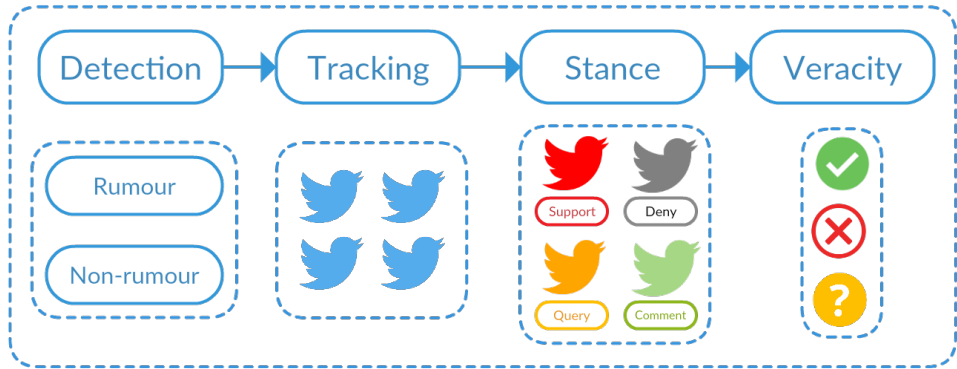 Detection
Tracking
Stance
Veracity
Rumour
Non-rumour
Support
Deny
Query
Comment
?